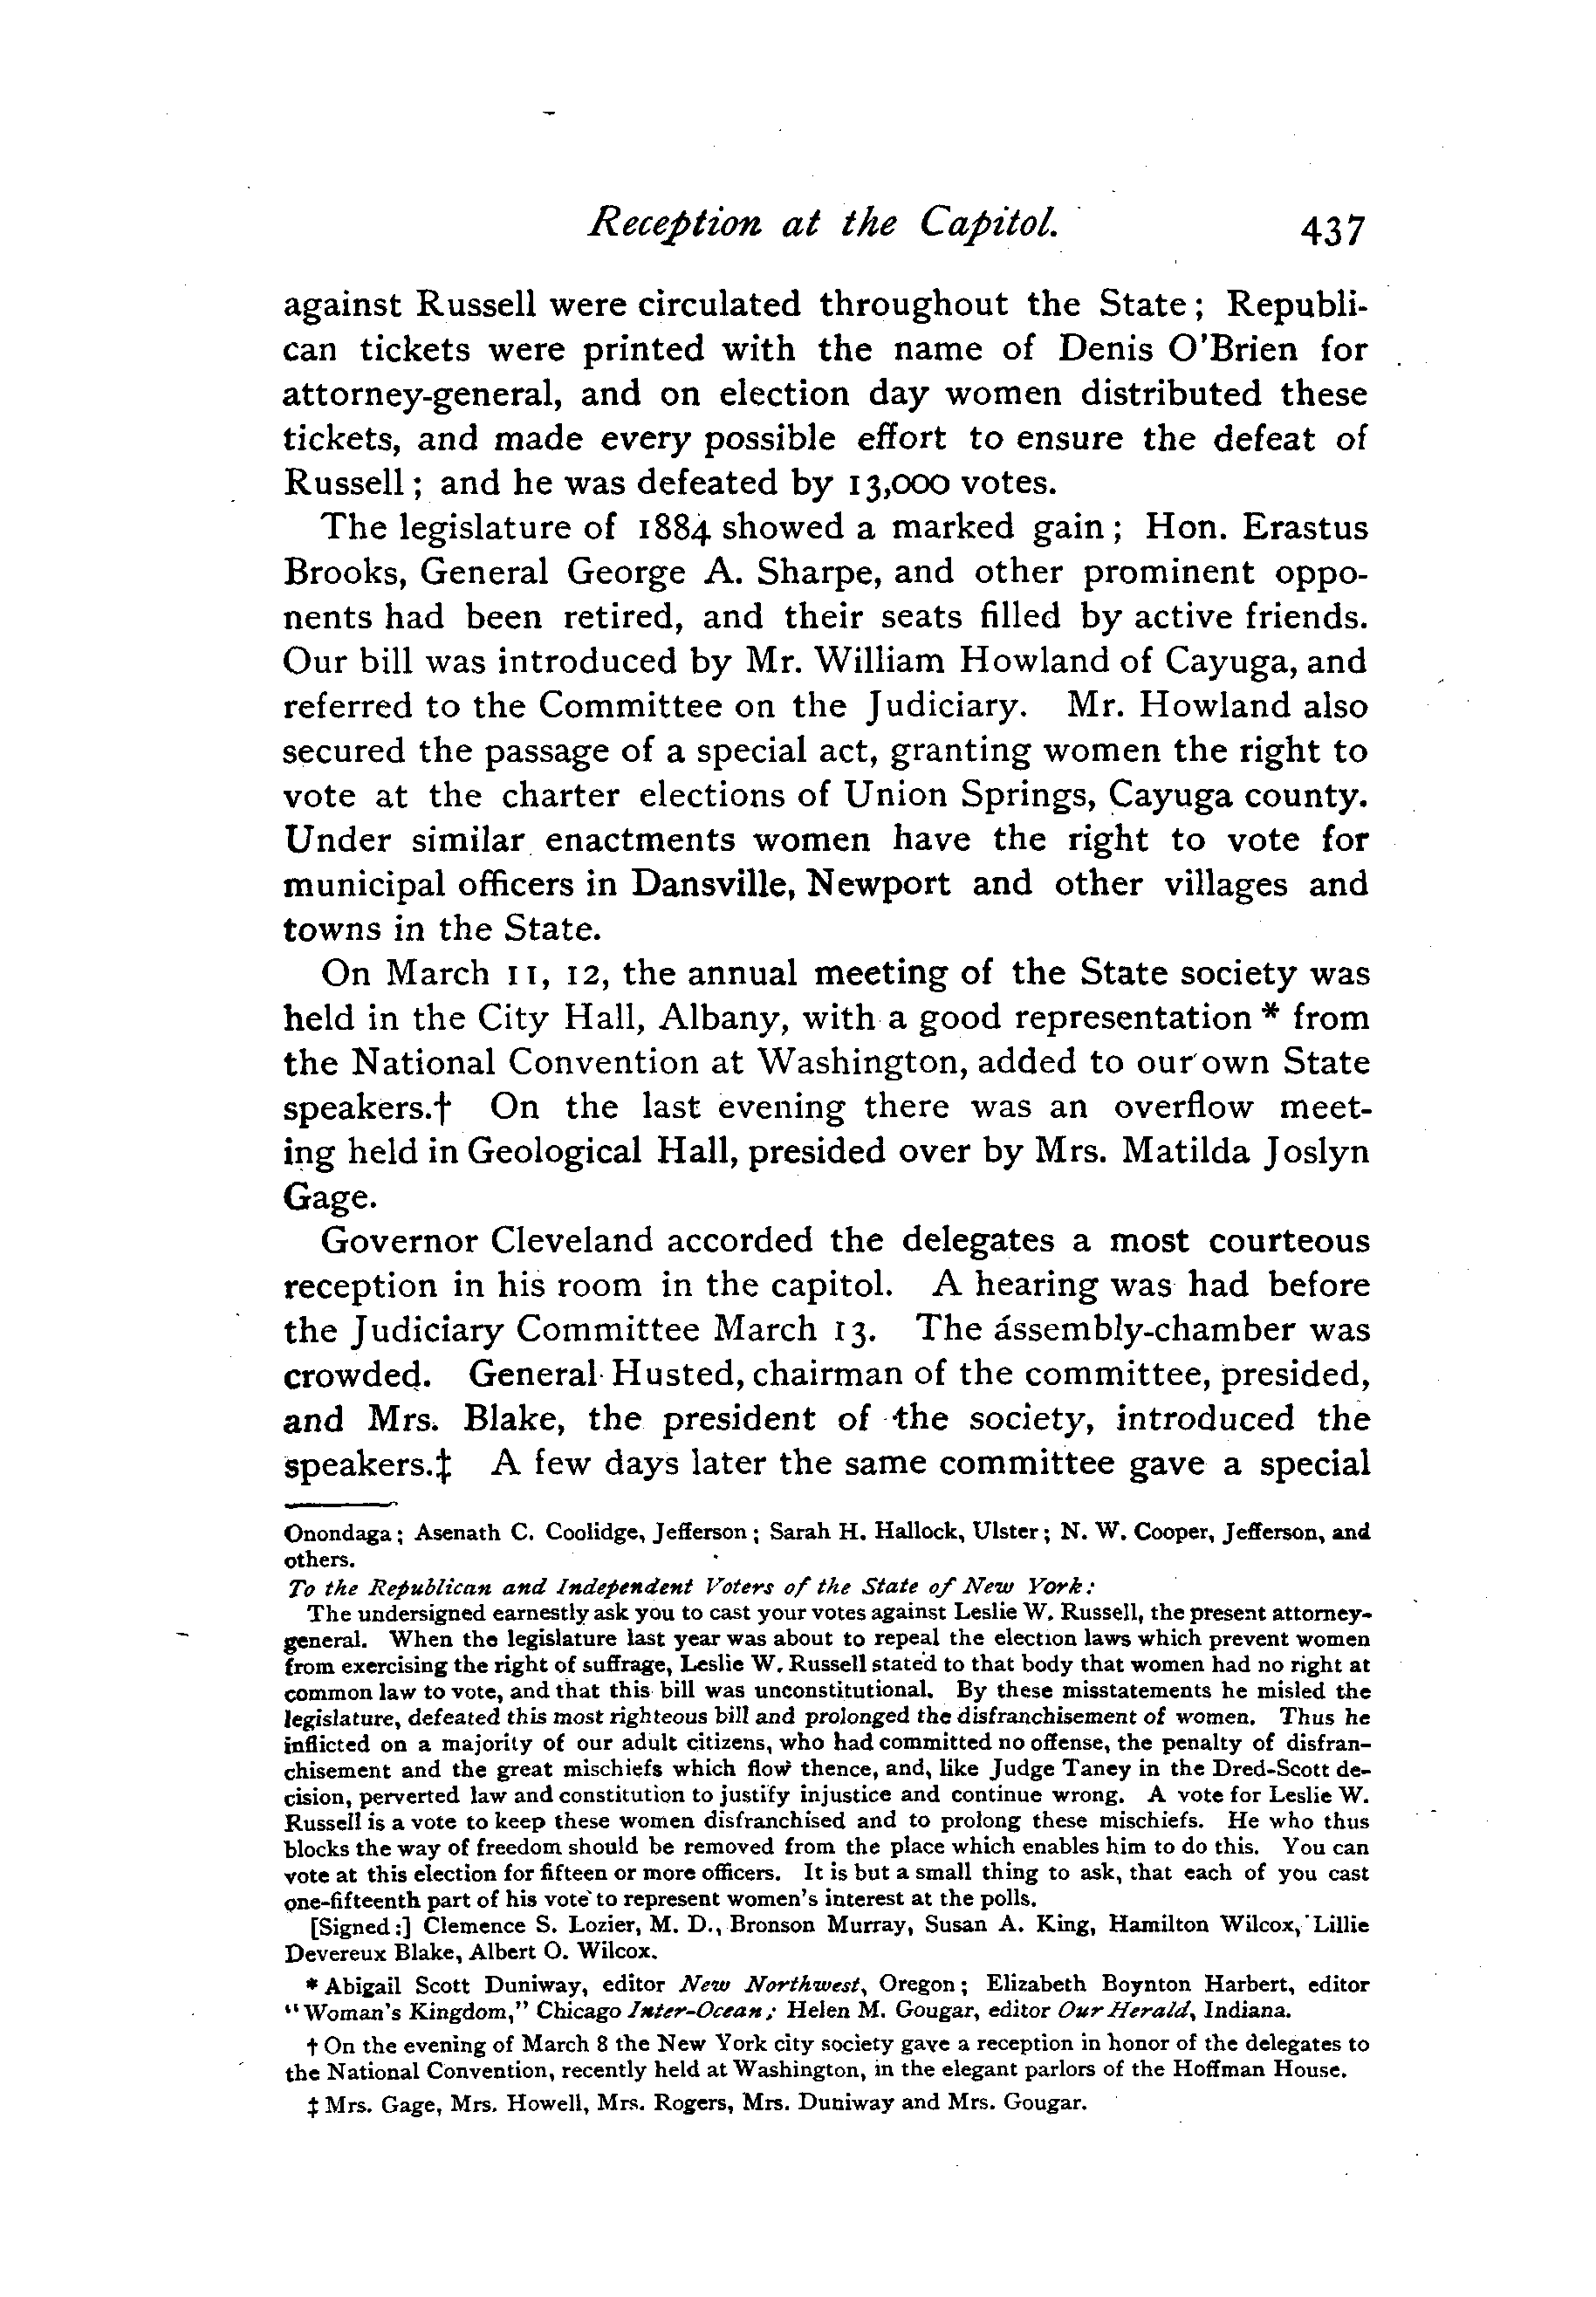 Reception at the Capitol. 437
against Russell were circulated throughout the State; Republi-
can tickets were printed with the name of Denis O'Brien for
attorney-general, and on election day women distributed these
tickets, and made every possible effort to ensure the defeat of
Russell; and he was defeated by 13,000 votes.
The legislature of 1884 showed a marked gain; Hon. Erastus
Brooks, General George A. Sharpe, and other prominent oppo-
nents had been retired, and their seats filled by active friends.
Our bill was introduced by Mr. William Howland of Cayuga, and
referred to the Committee on the Judiciary. Mr. Howland also
secured the passage of a special act, granting women the right to
vote at the charter elections of Union Springs, Cayuga county.
Under similar enactments women have the right to vote for
municipal officers in Dansville, Newport and other villages and
towns in the State.
On March 11, 12, the annual meeting of the State society was
held in the City Hall, Albany, with a good representation * from
the National Convention at Washington, added to our own State
speakers.† On the last evening there was an overflow meet-
ing held in Geological Hall, presided over by Mrs. Matilda Joslyn
Gage.
Governor Cleveland accorded the delegates a most courteous
reception in his room in the capitol. A hearing was had before
the Judiciary Committee March 13. The assembly-chamber was
crowded. General Husted, chairman of the committee, presided,
and Mrs. Blake, the president of the society, introduced the
speakers.‡ A few days later the same committee gave a special
Onondaga; Asenath C. Coolidge, Jefferson; Sarah H. Hallock, Ulster; N. W. Cooper, Jefferson, and
others.
To the Republican and Independent Voters of the State of New York:
The undersigned earnestly ask you to cast your votes against Leslie W. Russell, the present attorney-
general. When the legislature last year was about to repeal the election laws which prevent women
from exercising the right of suffrage, Leslie W. Russell stated to that body that women had no right at
common law to vote, and that this bill was unconstitutional. By these misstatements he misled the
legislature, defeated this most righteous bill and prolonged the disfranchisement of women. Thus he
inflicted on a majority of our adult citizens, who had committed no offense, the penalty of disfran-
chisement and the great mischiefs which flow thence, and, like Judge Taney in the Dred-Scott de-
cision, perverted law and constitution to justify injustice and continue wrong. A vote for Leslie W.
Russell is a vote to keep these women disfranchised and to prolong these mischiefs. He who thus
blocks the way of freedom should be removed from the place which enables him to do this. You can
vote at this election for fifteen or more officers. It is but a small thing to ask, that each of you cast
one-fifteenth part of his vote to represent women's interest at the polls.
[Signed:] Clemence S. Lozier, M. D., Bronson Murray, Susan A. King, Hamilton Wilcox, Lillie
Devereux Blake, Albert O. Wilcox.
* Abigail Scott Duniway, editor New Northwest, Oregon; Elizabeth Boynton Harbert, editor
"Woman's Kingdom," Chicago Inter-Ocean; Helen M. Gougar, editor Our Herald, Indiana.
† On the evening of March 8 the New York city society gave a reception in honor of the delegates to
the National Convention, recently held at Washington, in the elegant parlors of the Hoffman House.
‡ Mrs. Gage, Mrs. Howell, Mrs. Rogers, Mrs. Duniway and Mrs. Gougar.